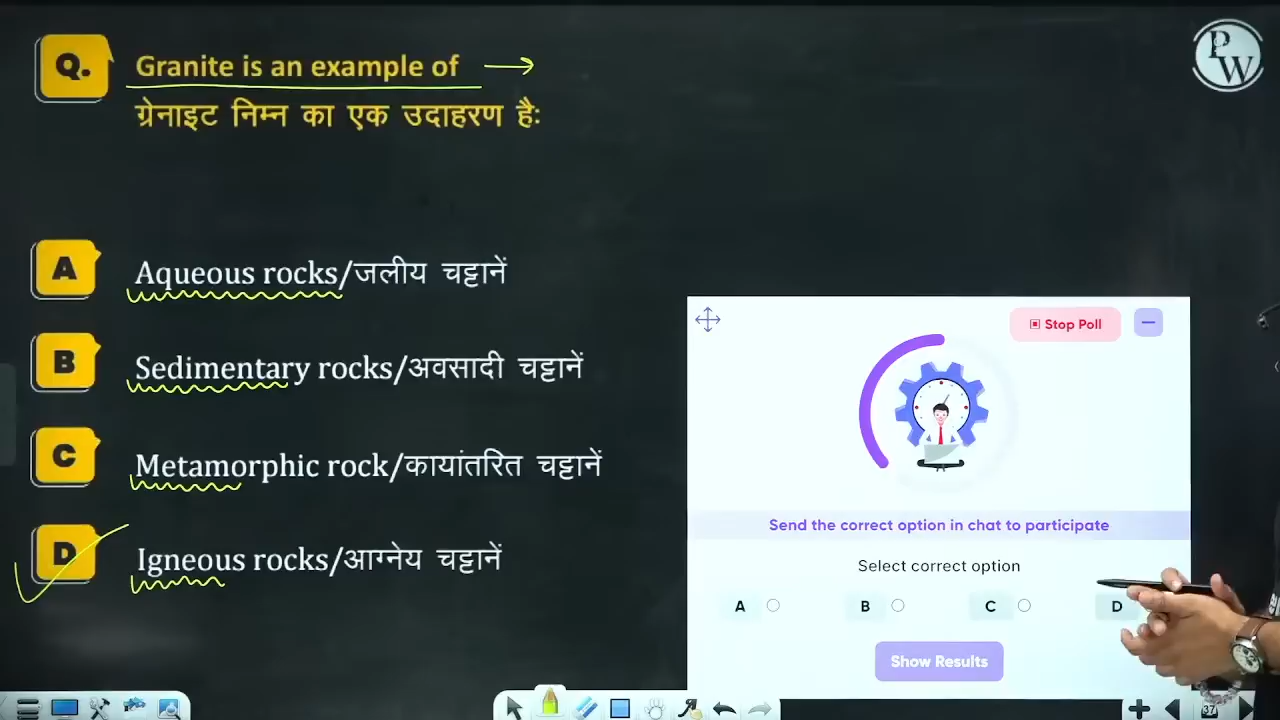 Q. Granite is an example of →
ग्रेनाइट निम्न का एक उदाहरण हैः
PW
A Aqueous rocks/जलीय चट्टानें
B Sedimentary rocks/अवसादी चट्टानें
C Metamorphic rock/कायांतरित चट्टानें
D Igneous rocks/आग्नेय चट्टानें
Stop Poll
Send the correct option in chat to participate
Select correct option
A B C D
Show Results
37